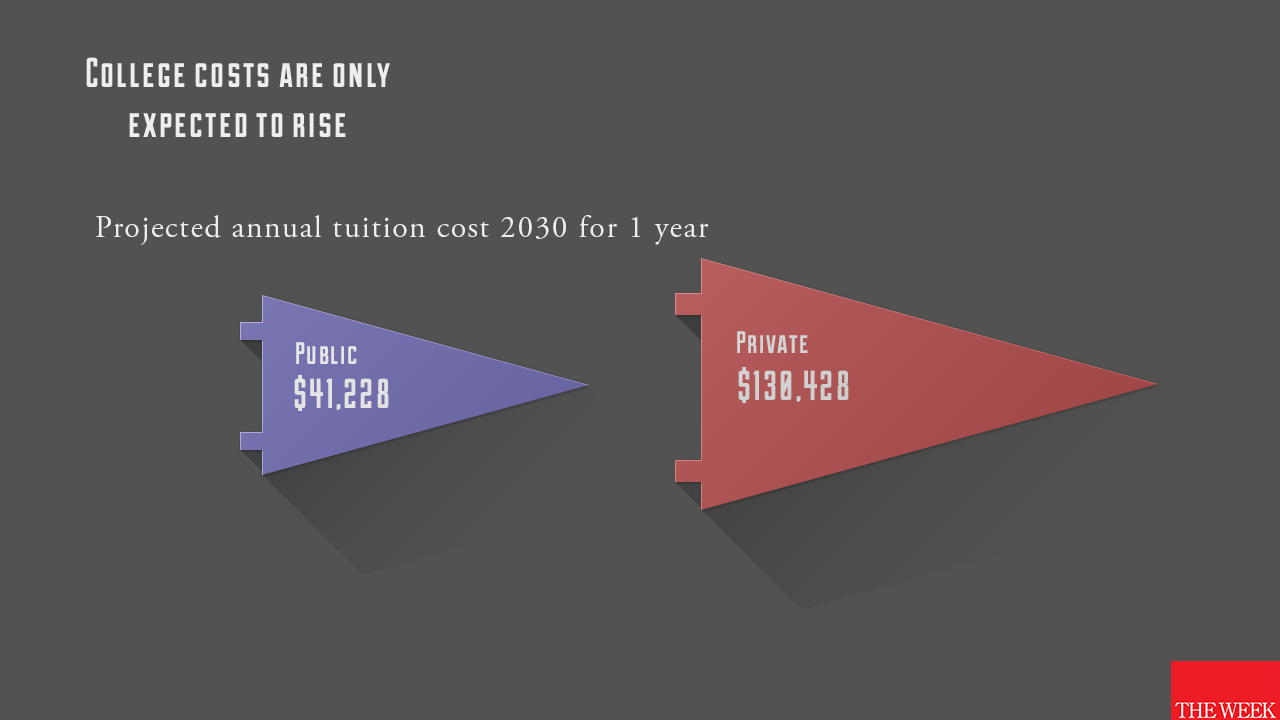 College costs are only
expected to rise
Projected annual tuition cost 2030 for 1 year
Public
$41,228
Private
$130,428
THE WEEK